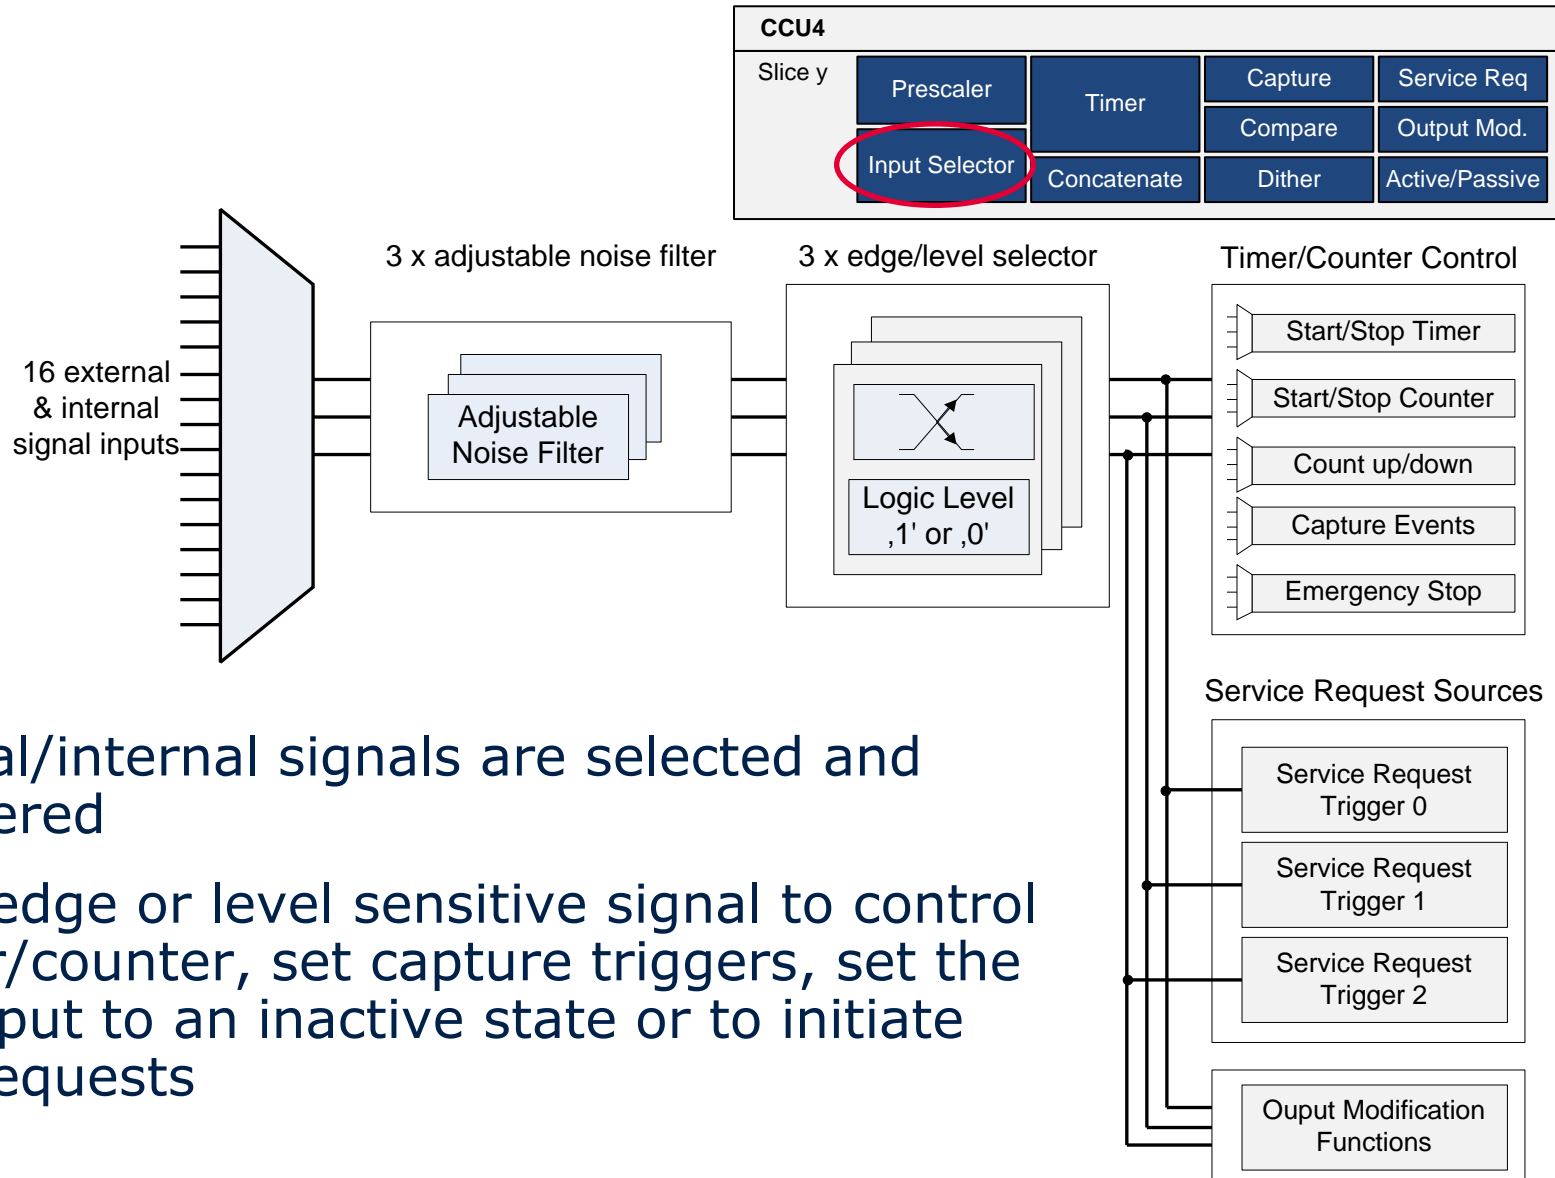 CCU4
Slice y
Prescaler
Timer
Capture
Service Req
Compare
Output Mod.
Input Selector
Concatenate
Dither
Active/Passive
3 x adjustable noise filter
3 x edge/level selector
Timer/Counter Control
16 external
& internal
signal inputs
Adjustable
Noise Filter
Logic Level
‚1' or ‚0'
Start/Stop Timer
Start/Stop Counter
Count up/down
Capture Events
Emergency Stop
Service Request Sources
Service Request
Trigger 0
Service Request
Trigger 1
Service Request
Trigger 2
Ouput Modification
Functions
al/internal signals are selected and
ered
edge or level sensitive signal to control
r/counter, set capture triggers, set the
put to an inactive state or to initiate
equests